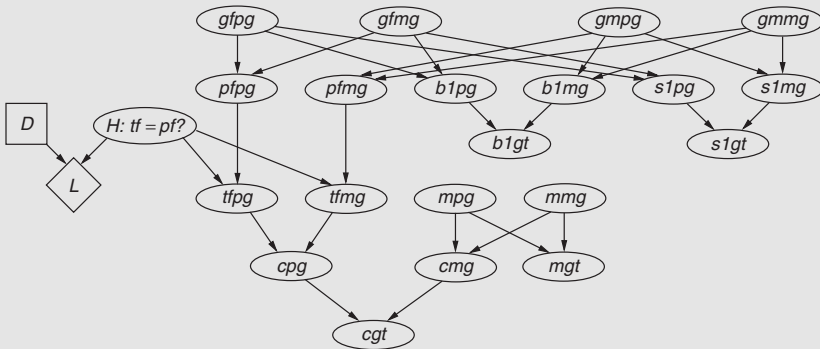 gfpg gfmg gmpg gmmg
pfpg pfmg b1pg b1mg s1pg s1mg
D H: tf = pf?
b1gt s1gt
L
tfpg tfmg mpg mmg
cpg cmg mgt
cgt